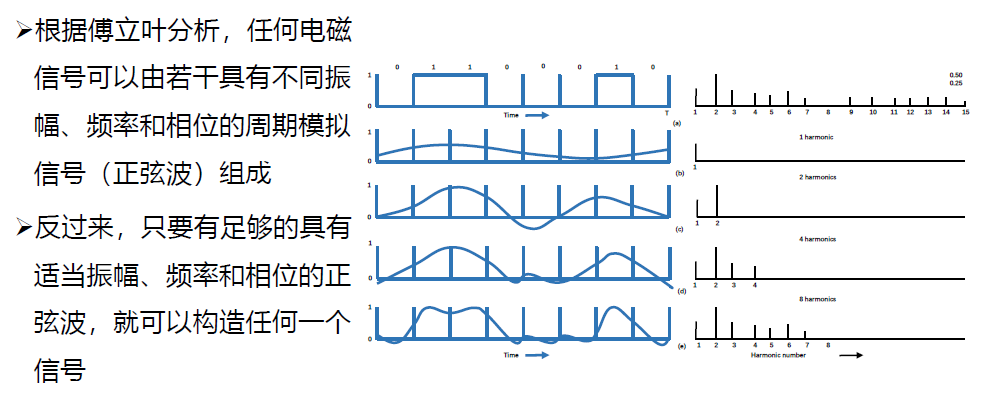 ➢根据傅立叶分析，任何电磁
信号可以由若干具有不同振
幅、频率和相位的周期模拟
信号（正弦波）组成
➢反过来，只要有足够的具有
适当振幅、频率和相位的正
弦波，就可以构造任何一个
信号
0 1 1 0 0 0 1 0
1
0
Time
T
(a)
0.50
0.25
1 2 3 4 5 6 7 9 10 11 12 13 14 15
1
0
(b)
1 harmonic
1
1
0
(c)
2 harmonics
1 2
1
0
(d)
4 harmonics
1 2 3 4
1
0
Time
(e)
8 harmonics
1 2 3 4 5 6 7 8
Harmonic number